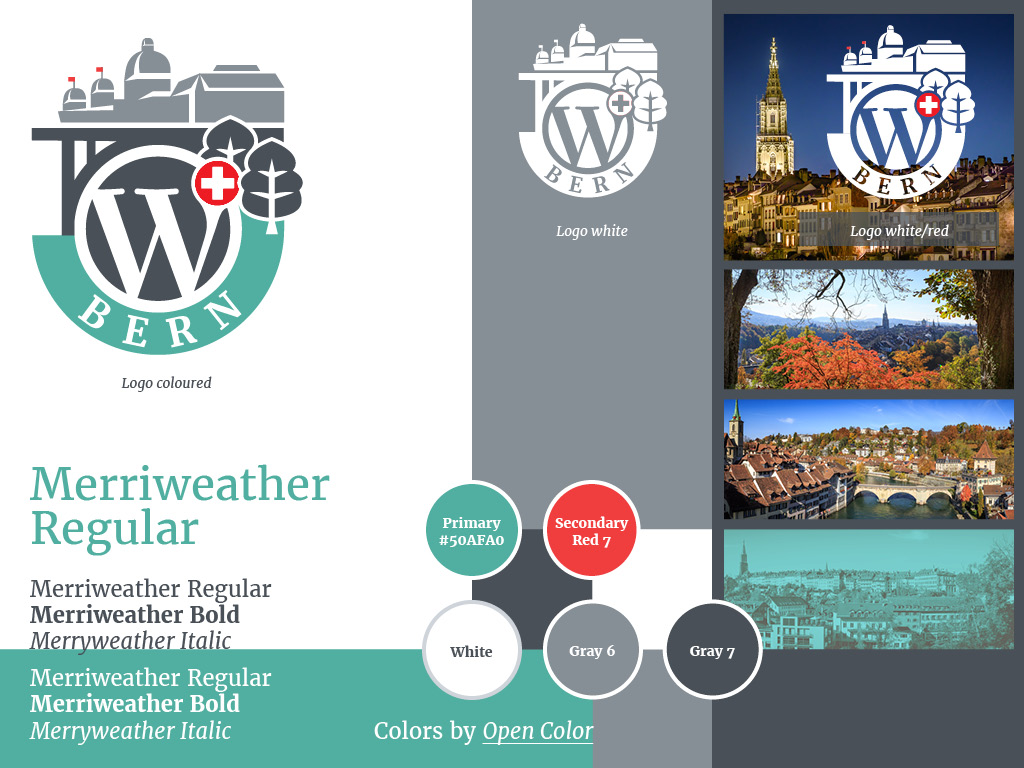 W
BERN
Logo coloured
W
BERN
Logo white
W
BERN
Logo white/red
Merriweather
Regular
Merriweather Regular
Merriweather Bold
Merryweather Italic
Merriweather Regular
Merriweather Bold
Merryweather Italic
Primary
#50AFA0
Secondary
Red 7
White
Gray 6
Gray 7
Colors by Open Color